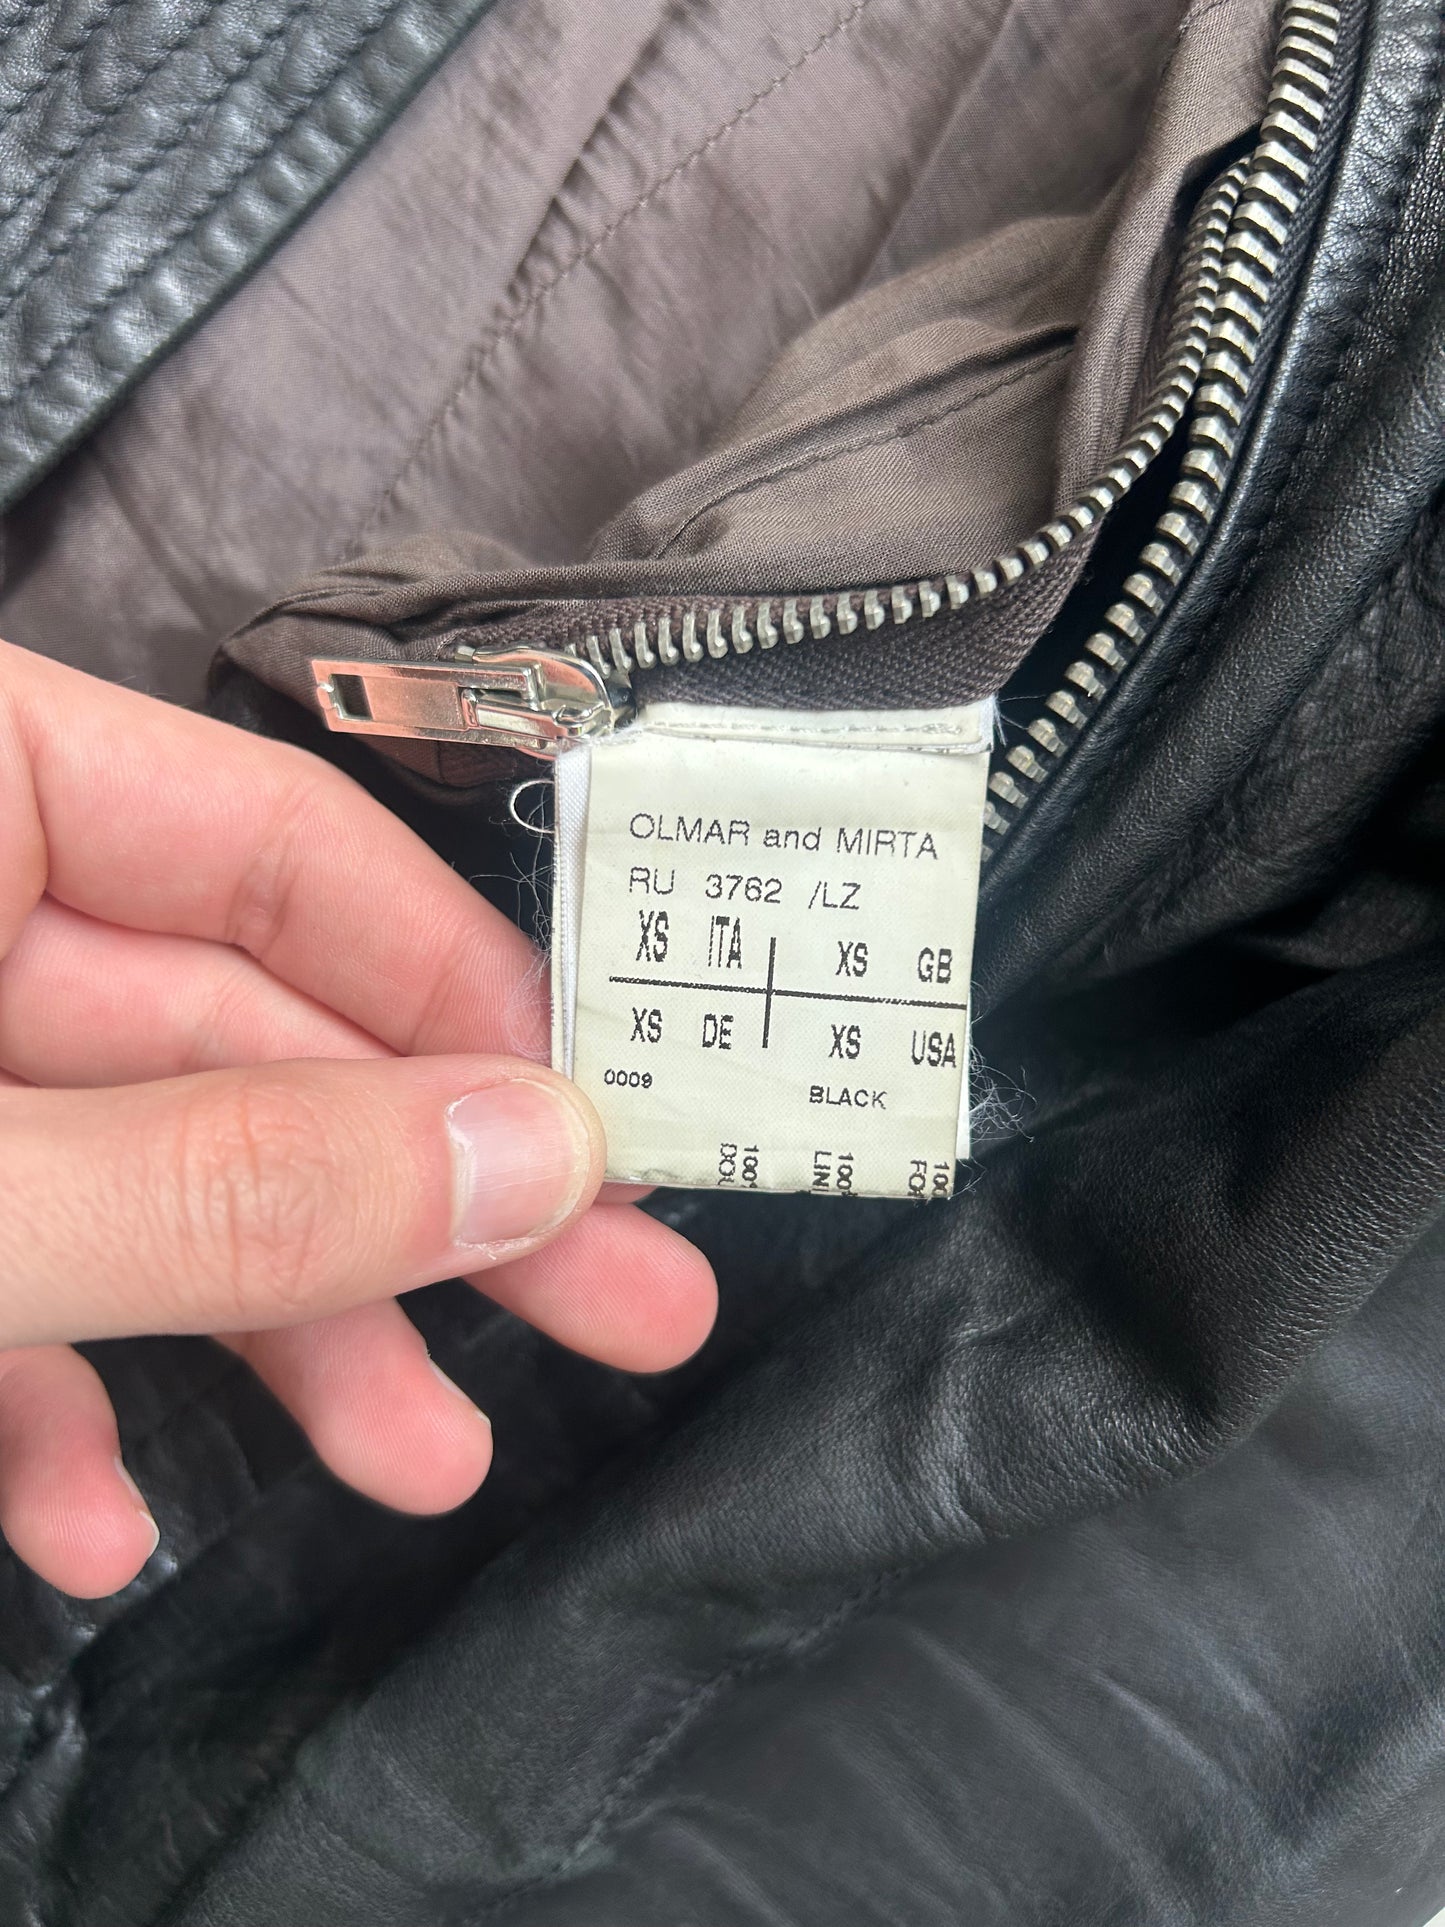 OLMAR and MIRTA
RU 3762 /LZ
XS ITA XS GB
XS DE XS USA
0009 BLACK